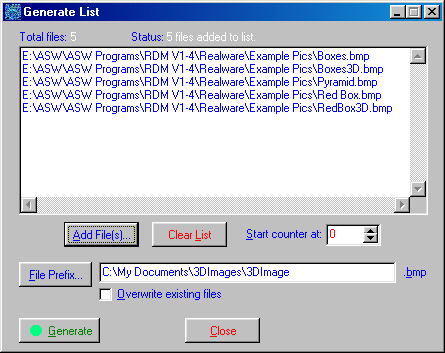 Generate List
Total files: 5 Status: 5 files added to list.
E:\ASW\ASW Programs\RDM V1-4\Realware\Example Pics\Boxes.bmp
E:\ASW\ASW Programs\RDM V1-4\Realware\Example Pics\Boxes3D.bmp
E:\ASW\ASW Programs\RDM V1-4\Realware\Example Pics\Pyramid.bmp
E:\ASW\ASW Programs\RDM V1-4\Realware\Example Pics\Red Box.bmp
E:\ASW\ASW Programs\RDM V1-4\Realware\Example Pics\RedBox3D.bmp
Add File(s)... Clear List Start counter at: 0
File Prefix... C:\My Documents\3DImages\3DImage .bmp
Overwrite existing files
Generate Close